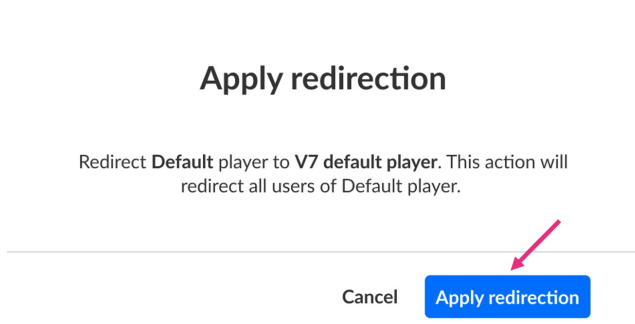 Apply redirection
Redirect Default player to V7 default player. This action will
redirect all users of Default player.
Cancel
Apply redirection